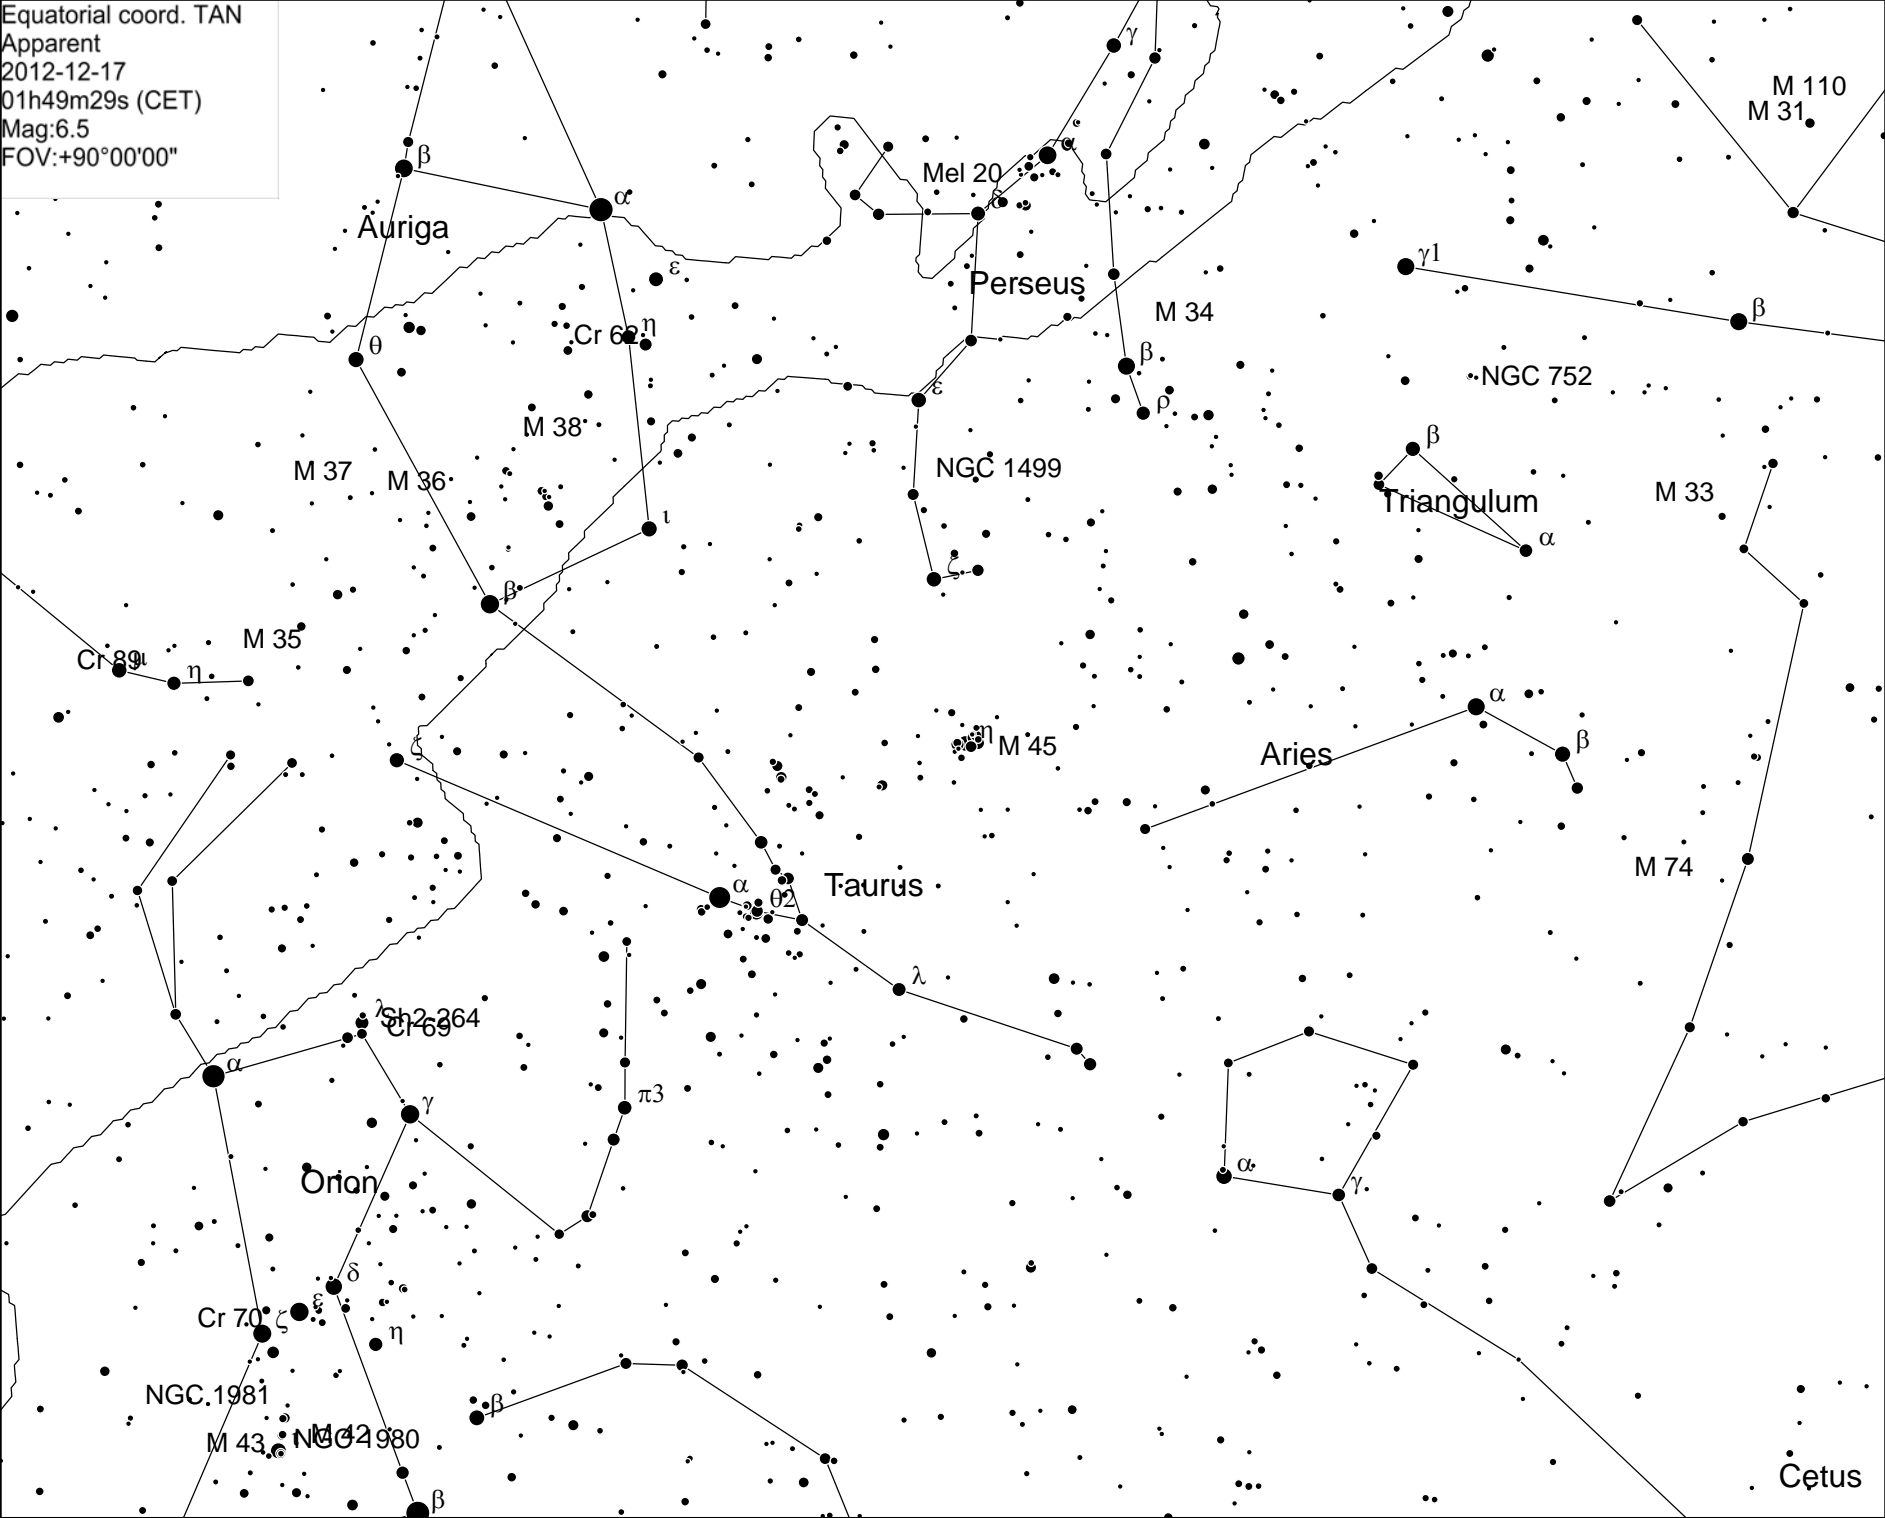 Equatorial coord. TAN
Apparent
2012-12-17
01h49m29s (CET)
Mag:6.5
FOV:+90°00'00"
γ
M 110
M 31
α
β
Mel 20
α
δ
Auriga
γ1
ε
Perseus
β
M 34
Cr 62
η
θ
β
NGC 752
ε
ρ
M 38
β
M 37
M 36
NGC 1499
M 33
Triangulum
ι
α
ζ
β
M 35
Cr 89
μ
η
α
η
M 45
β
Aries
ζ
M 74
α
Taurus
θ2
λ
λ
Sh2-264
Cr 69
α
π3
γ
α
Orion
γ
δ
ε
Cr 70
ζ
η
NGC 1981
β
M 42
M 43
NGC 1980
Cetus
β